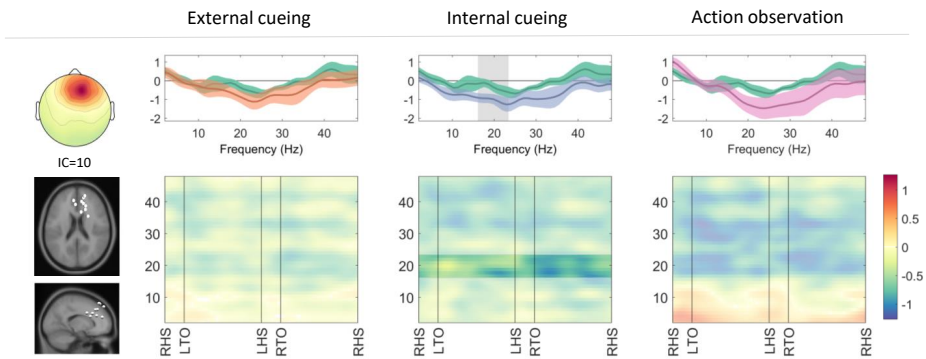 External cueing
Internal cueing
Action observation
1
0
-1
-2
10 20 30 40
Frequency (Hz)
1
0
-1
-2
10 20 30 40
Frequency (Hz)
1
0
-1
-2
10 20 30 40
Frequency (Hz)
IC=10
40
30
20
10
RHS LTO LHS RTO RHS
40
30
20
10
RHS LTO LHS RTO RHS
40
30
20
10
RHS LTO LHS RTO RHS
1
0.5
0
-0.5
-1